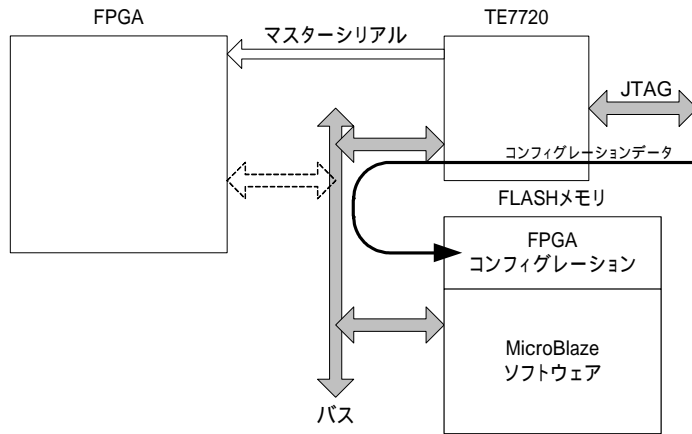 FPGA
TE7720
マスターシリアル
JTAG
コンフィグレーションデータ
FLASHメモリ
FPGA
コンフィグレーション
MicroBlaze
ソフトウェア
バス